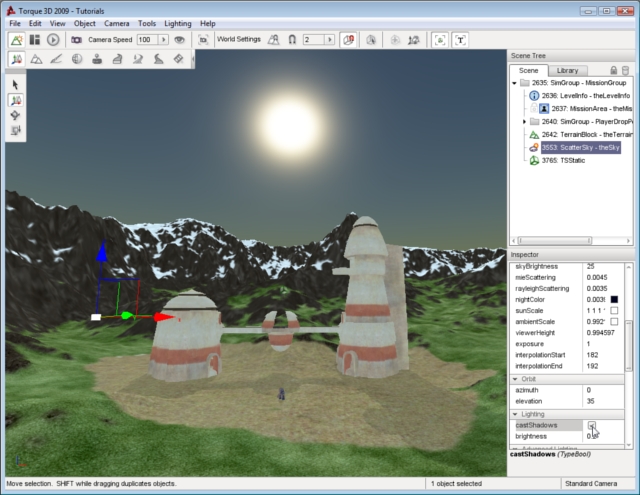 Torque 3D 2009 - Tutorials
File Edit View Object Camera Tools Lighting Help
Camera Speed 100 World Settings 2 T
Scene Tree
Scene Library
2635: SimGroup - MissionGroup
2636: LevelInfo - theLevelInfo
2637: MissionArea - theMis
2640: SimGroup - PlayerDropP
2642: TerrainBlock - theTerrain
3553: ScatterSky - theSky
3765: TSStatic
Inspector
skyBrightness 25
mieScattering 0.0045
rayleighScattering 0.0035
nightColor 0.0039
sunScale 1 1 1
ambientScale 0.992
viewerHeight 0.994597
exposure 1
interpolationStart 182
interpolationEnd 192
Orbit
azimuth 0
elevation 35
Lighting
castShadows
brightness
castShadows (TypeBool)
Move selection. SHIFT while dragging duplicates objects. 1 object selected Standard Camera